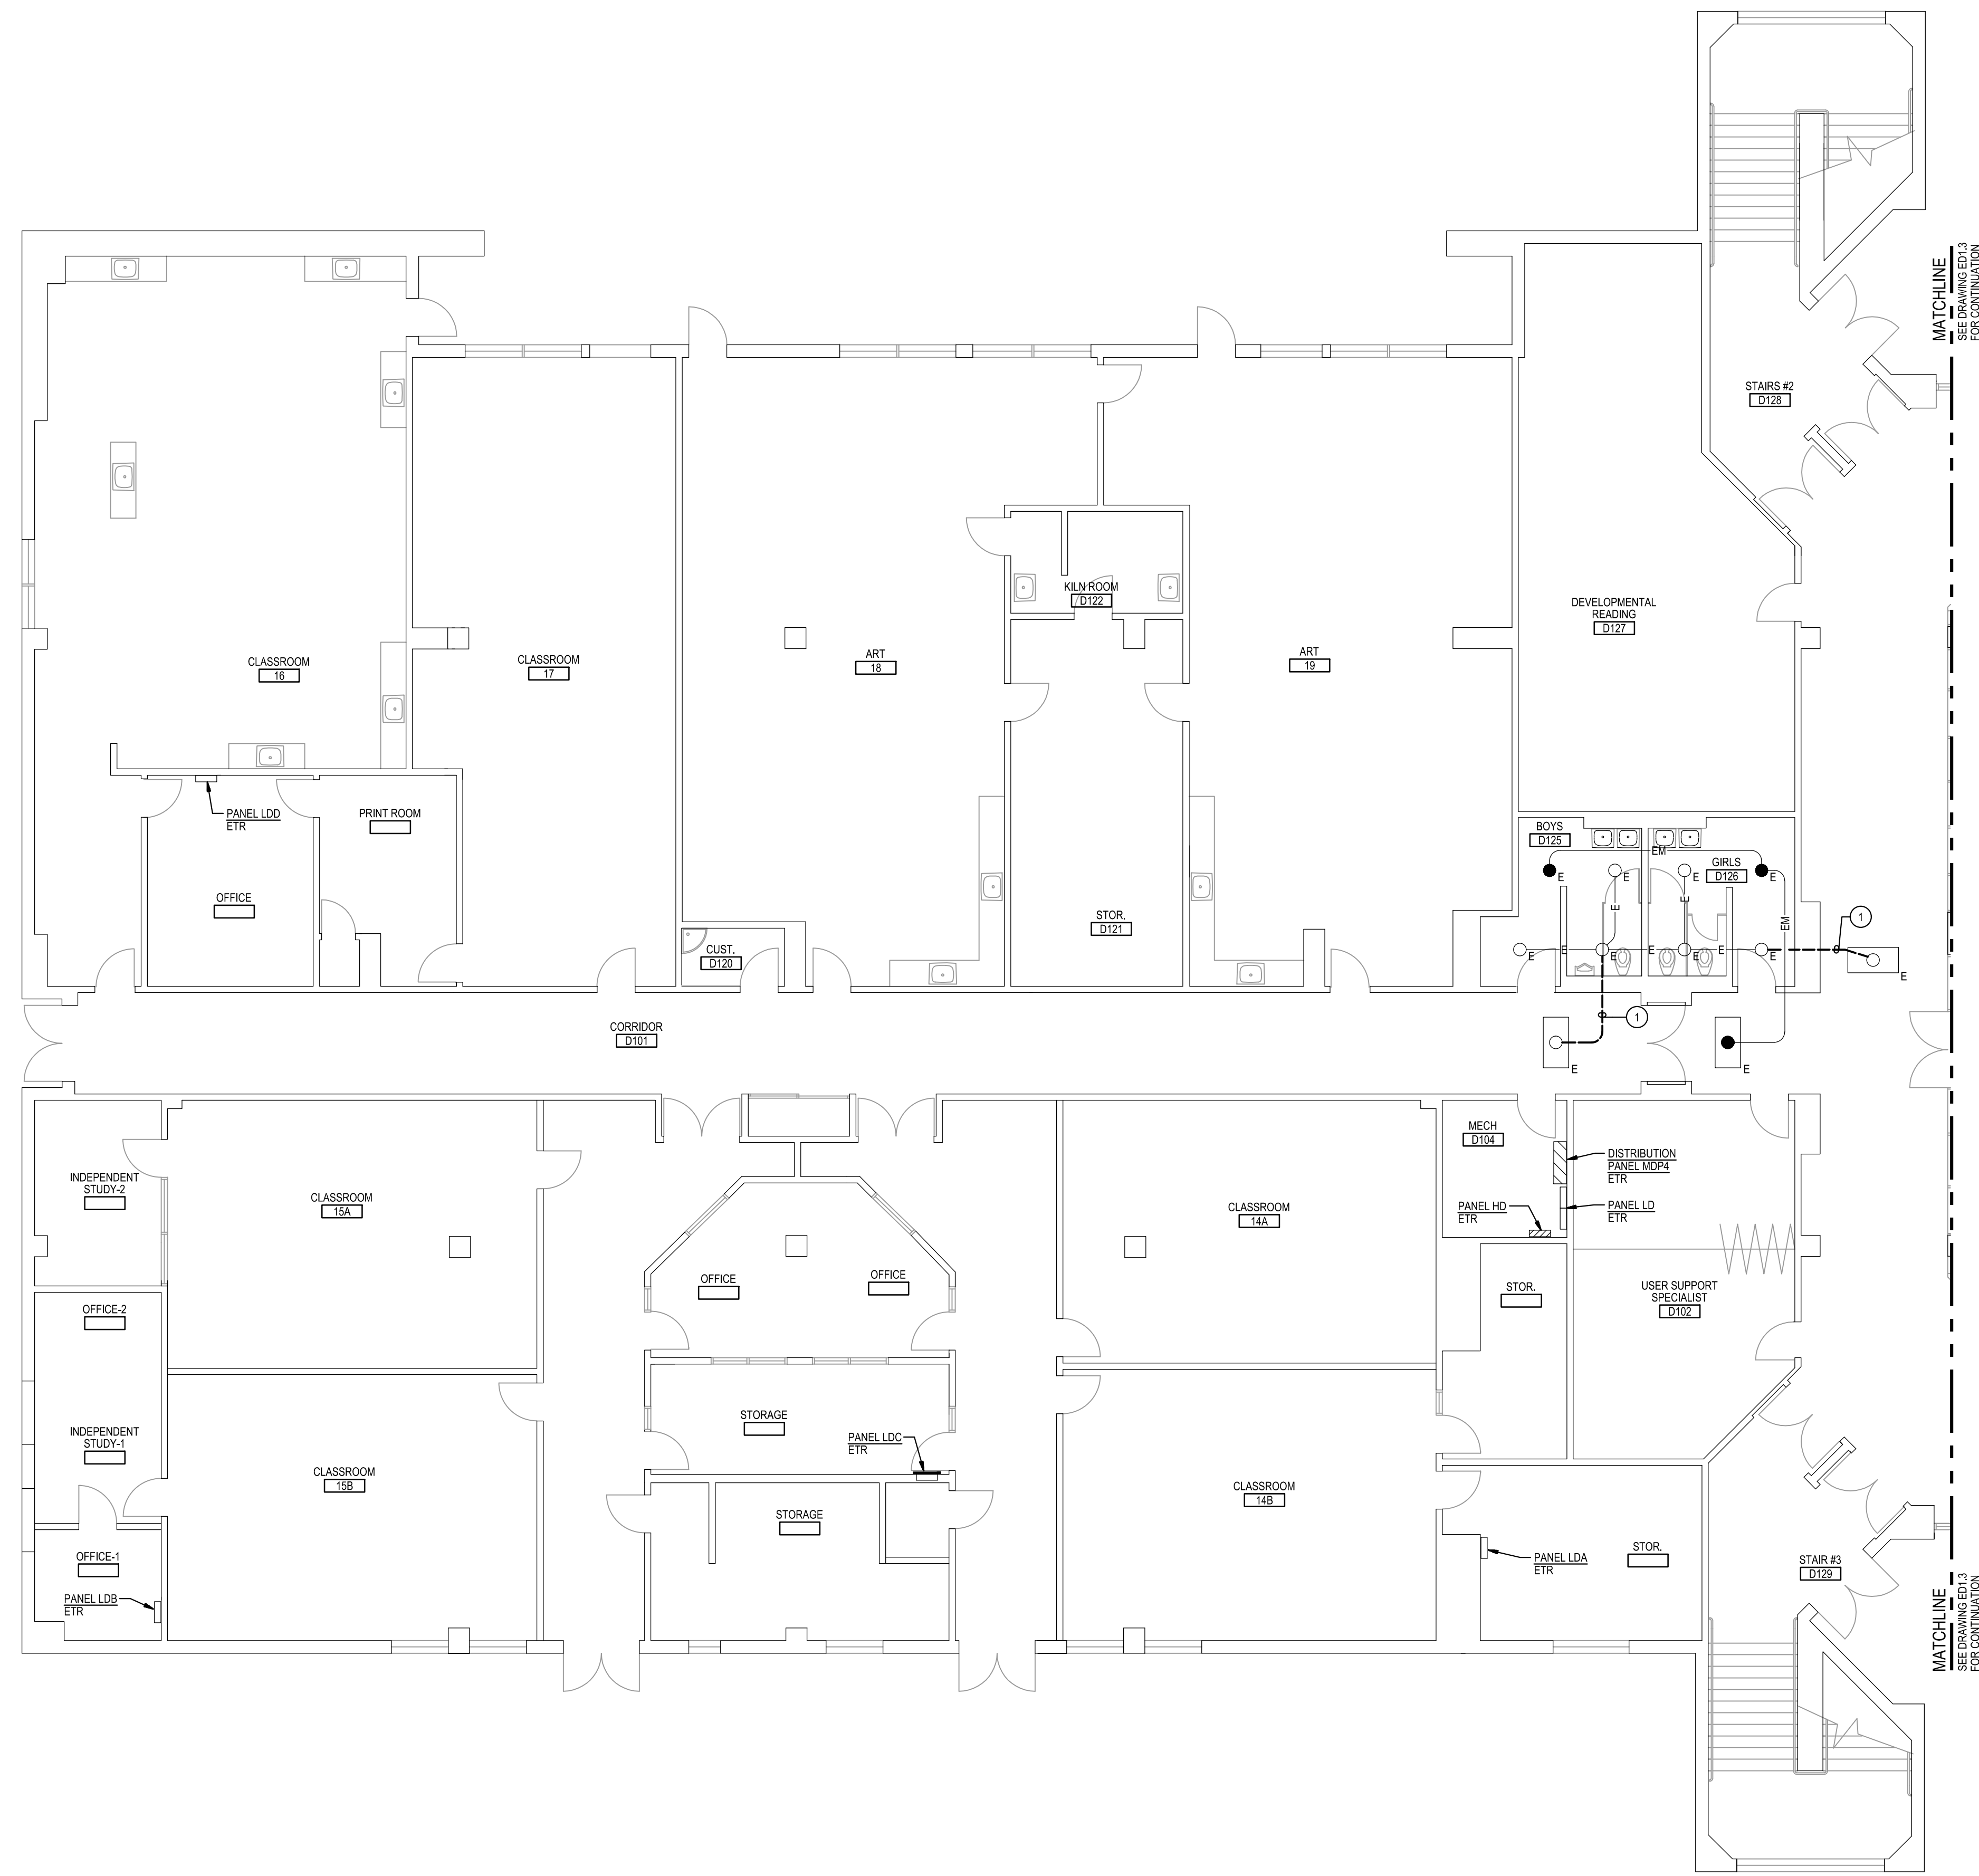 MATCHLINE
SEE DRAWING ED1.3
FOR CONTINUATION
STAIRS #2
D128
KILN ROOM
D122
DEVELOPMENTAL
READING
D127
CLASSROOM
16
CLASSROOM
17
ART
18
ART
19
PANEL LDD
ETR
PRINT ROOM
OFFICE
CUST.
D120
STOR.
D121
BOYS
D125
GIRLS
D126
EM
E
E
E
E
E
E
EM
1
E
E
E
E
E
E
E
E
E
1
E
E
E
CORRIDOR
D101
INDEPENDENT
STUDY-2
CLASSROOM
15A
OFFICE
OFFICE
CLASSROOM
14A
MECH
D104
DISTRIBUTION
PANEL MDP4
ETR
PANEL HD
ETR
PANEL LD
ETR
STOR.
USER SUPPORT
SPECIALIST
D102
OFFICE-2
INDEPENDENT
STUDY-1
STORAGE
PANEL LDC
ETR
CLASSROOM
15B
CLASSROOM
14B
STORAGE
OFFICE-1
PANEL LDB
ETR
PANEL LDA
ETR
STOR.
STAIR #3
D129
MATCHLINE
SEE DRAWING ED1.3
FOR CONTINUATION